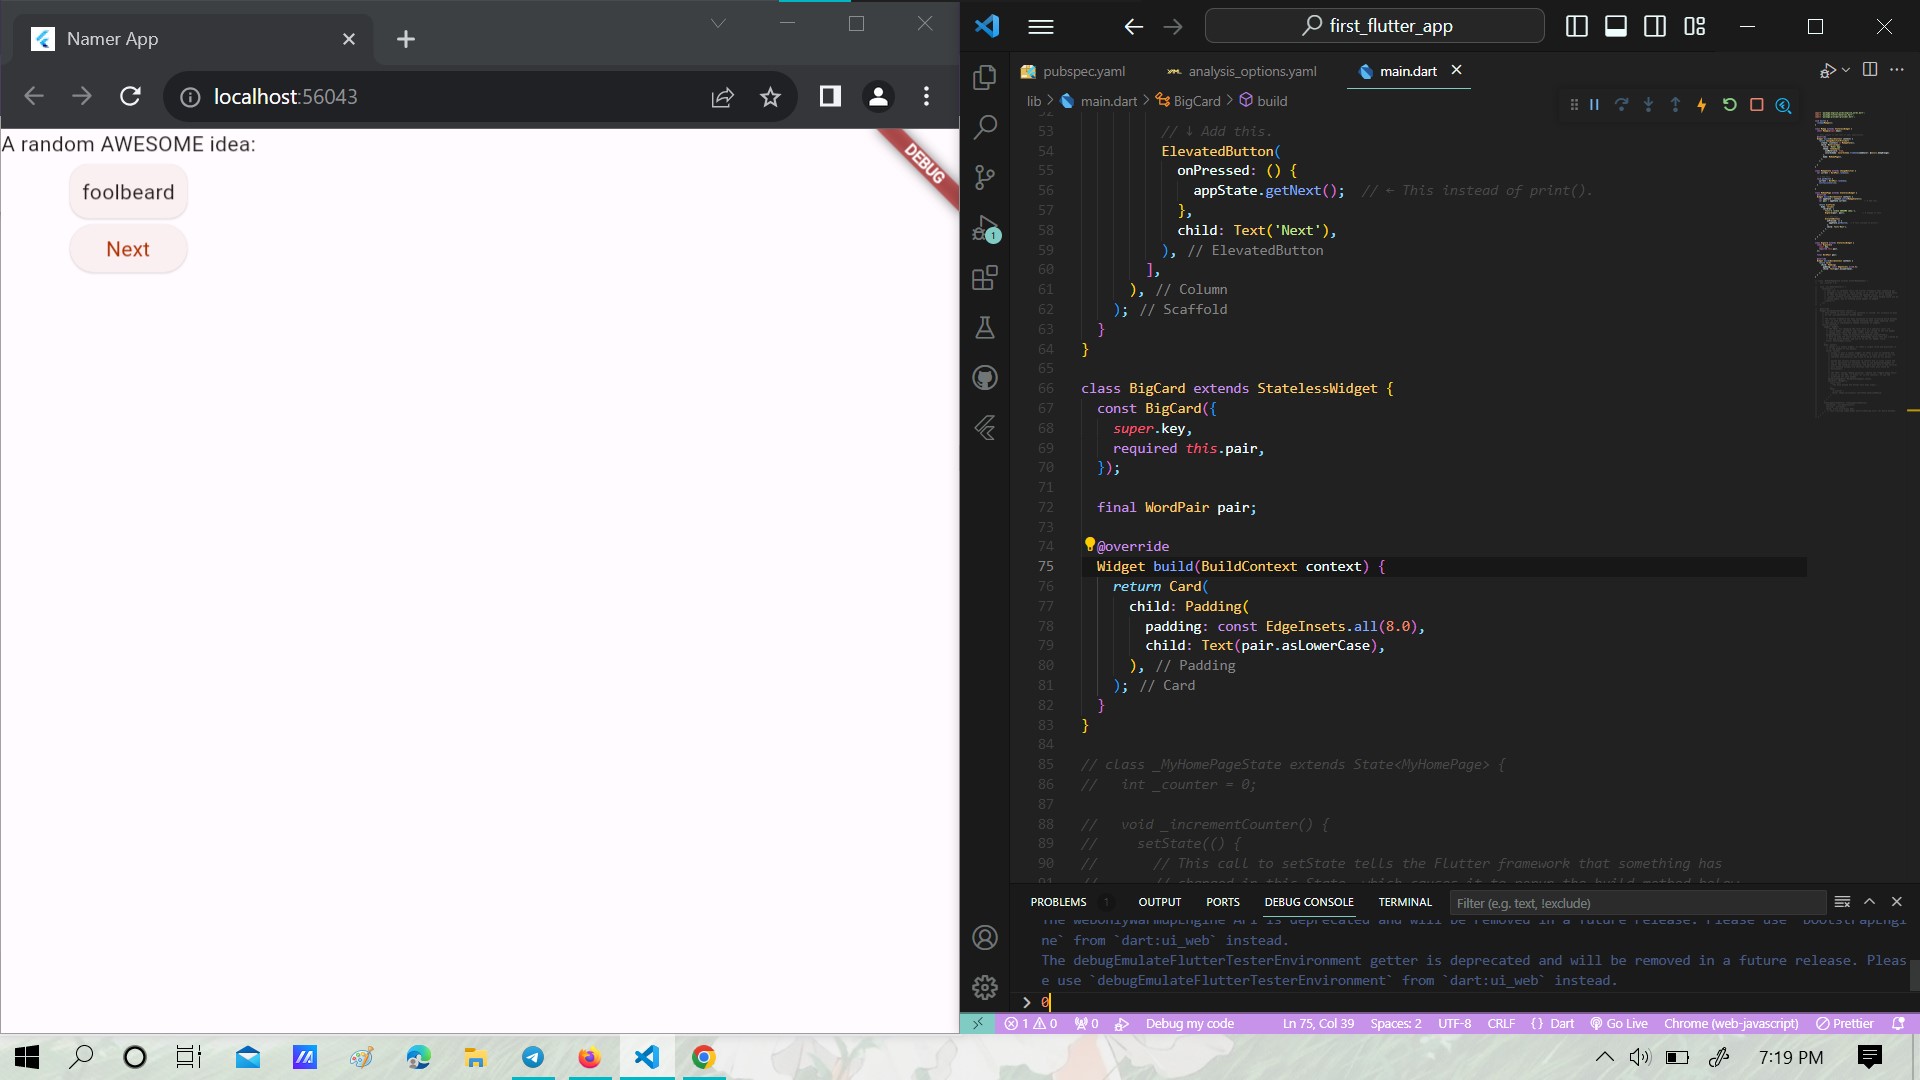 Namer App
localhost:56043
A random AWESOME idea:
DEBUG
foolbeard
Next
first_flutter_app
pubspec.yaml
analysis_options.yaml
main.dart
lib > main.dart > BigCard > build
53 // ↓ Add this.
54 ElevatedButton(
55 onPressed: () {
56 appState.getNext(); // ← This instead of print().
57 },
58 child: Text('Next'),
59 ), // ElevatedButton
60 ],
61 ), // Column
62 ); // Scaffold
63 }
64 }
65
66 class BigCard extends StatelessWidget {
67 const BigCard({
68 super.key,
69 required this.pair,
70 });
71
72 final WordPair pair;
73
74 @override
75 Widget build(BuildContext context) {
76 return Card(
77 child: Padding(
78 padding: const EdgeInsets.all(8.0),
79 child: Text(pair.asLowerCase),
80 ), // Padding
81 ); // Card
82 }
83 }
84
85 // class _MyHomePageState extends State<MyHomePage> {
86 //   int _counter = 0;
87
88 //   void _incrementCounter() {
89 //     setState(() {
90 //       // This call to setState tells the Flutter framework that something has
1
PROBLEMS 1 OUTPUT PORTS DEBUG CONSOLE TERMINAL Filter (e.g. text, !exclude)
ne` from `dart:ui_web` instead.
The debugEmulateFlutterTesterEnvironment getter is deprecated and will be removed in a future release. Pleas
e use `debugEmulateFlutterTesterEnvironment` from `dart:ui_web` instead.
> 0
1 0 0 Debug my code Ln 75, Col 39 Spaces: 2 UTF-8 CRLF {} Dart Go Live Chrome (web-javascript) Prettier
7:19 PM